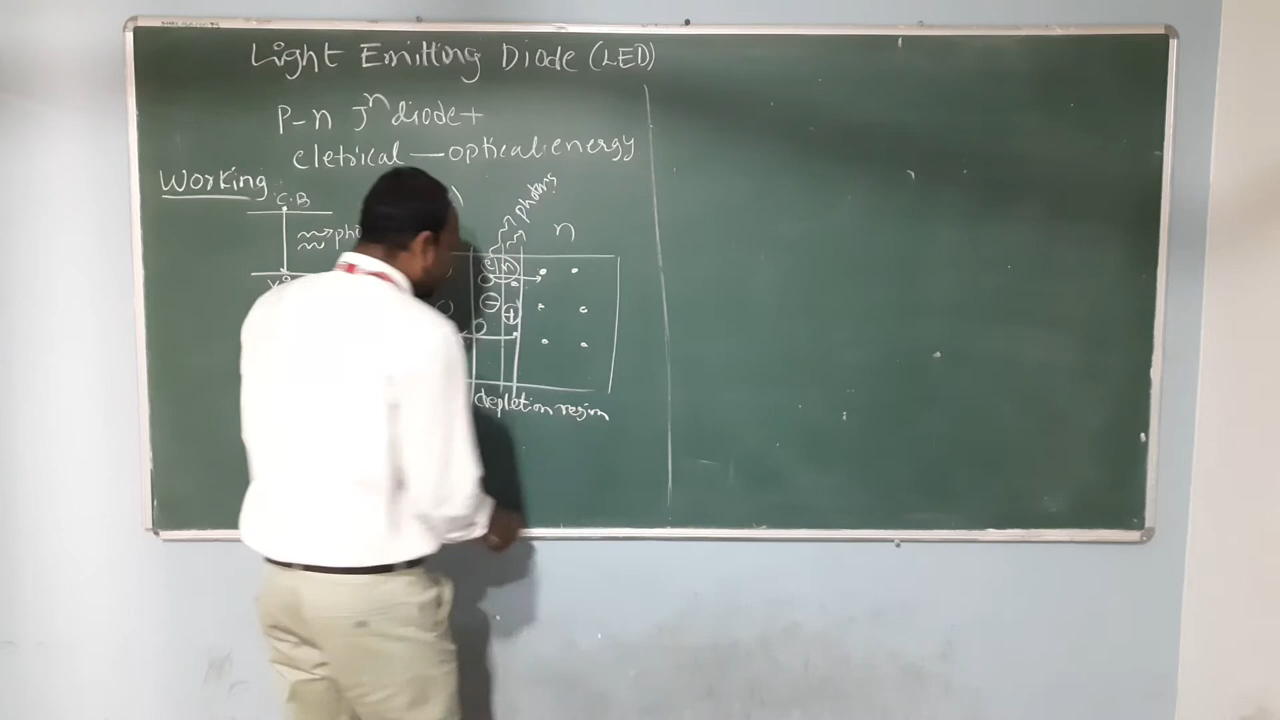 Light Emitting Diode (LED)
P-n Jⁿ diode +
eletrical — optical energy
Working
C.B
photons
n
e h
- +
depletion region